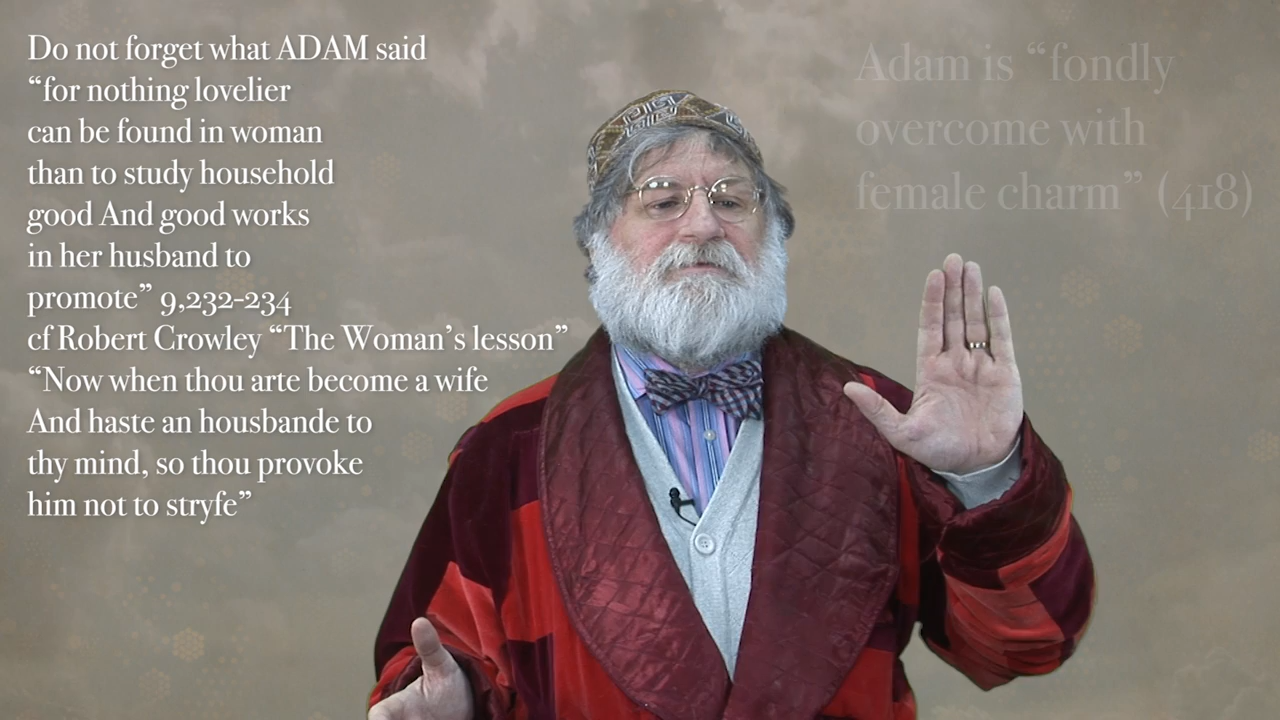 Do not forget what ADAM said
“for nothing lovelier
can be found in woman
than to study household
good And good works
in her husband to
promote” 9,232-234
cf Robert Crowley “The Woman’s lesson”
“Now when thou arte become a wife
And haste an housbande to
thy mind, so thou provoke
him not to stryfe”
Adam is “fondly
overcome with
female charm” (418)